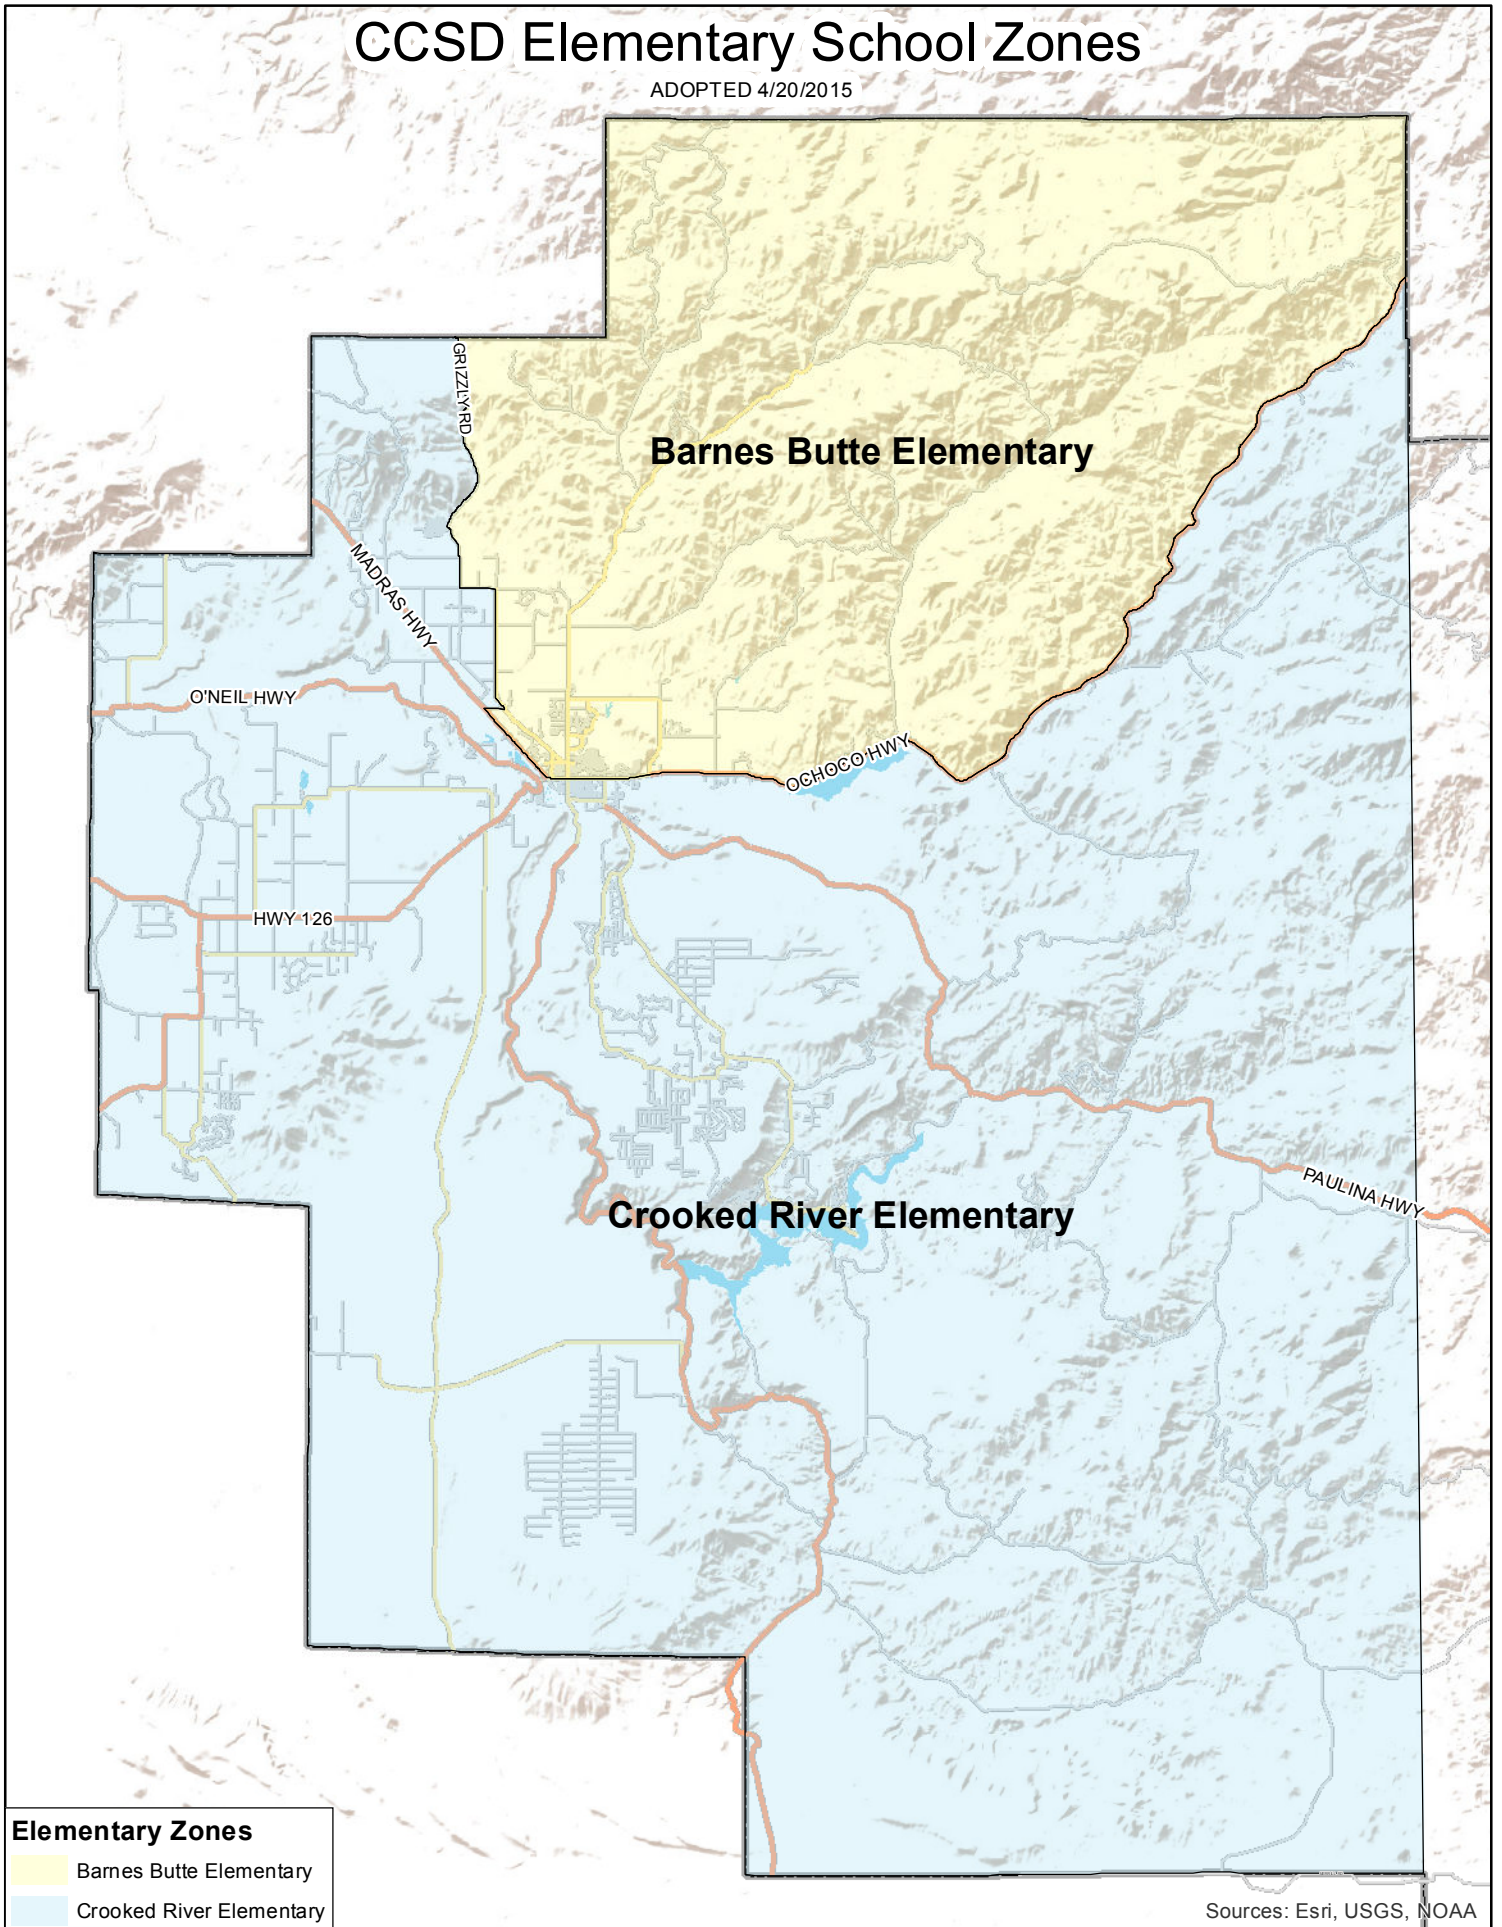 CCSD Elementary School Zones
ADOPTED 4/20/2015
GRIZZLY RD
Barnes Butte Elementary
MADRAS HWY
O'NEIL HWY
OCHOCO HWY
HWY 126
PAULINA HWY
Crooked River Elementary
Elementary Zones
Barnes Butte Elementary
Crooked River Elementary
Sources: Esri, USGS, NOAA